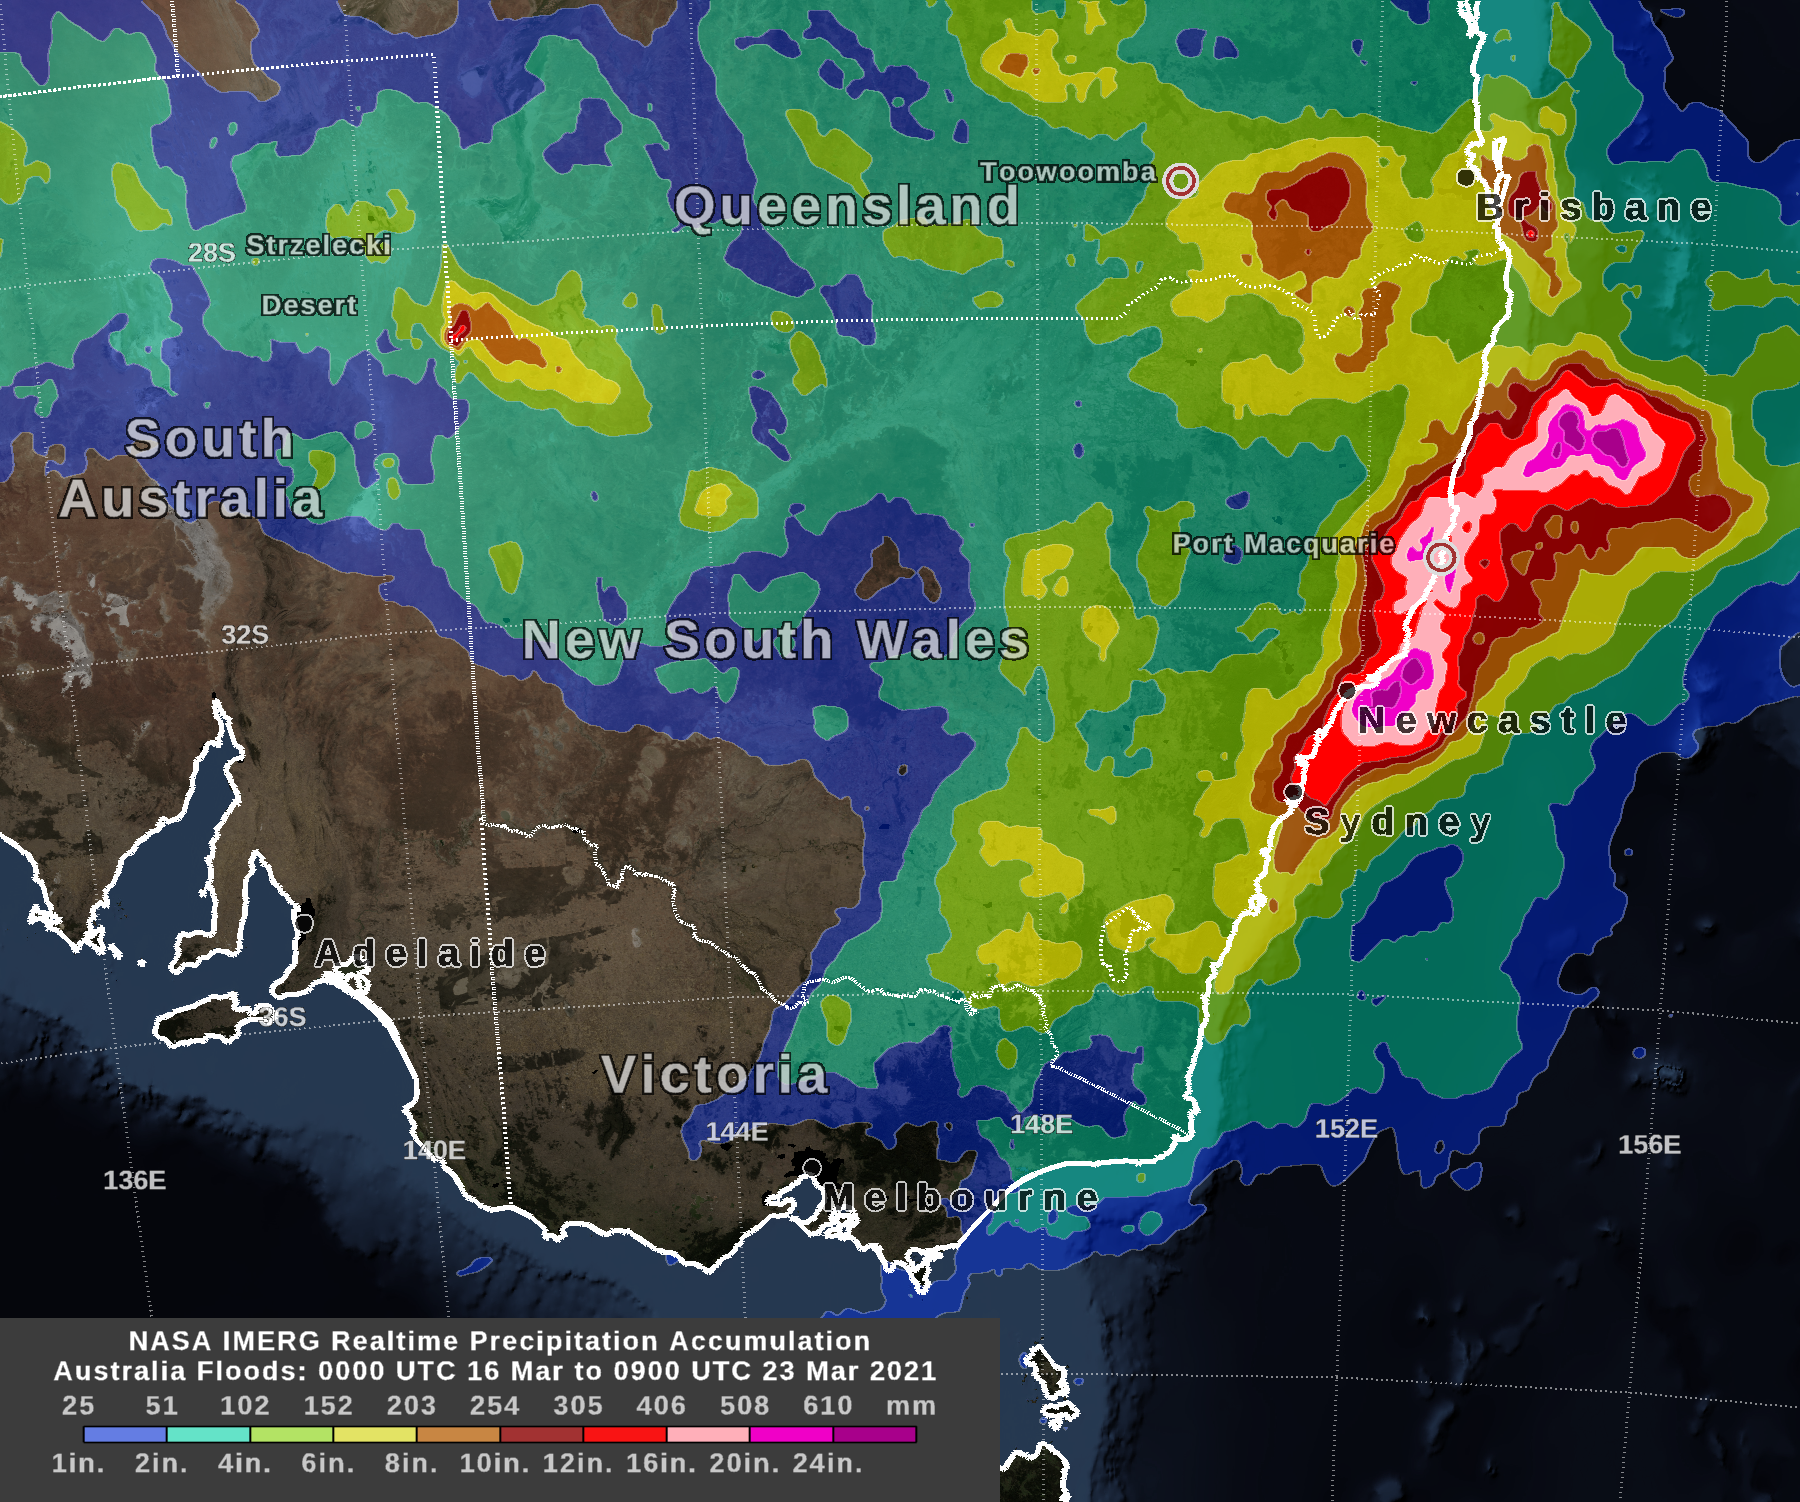 Toowoomba
Queensland
Brisbane
28S
Strzelecki
Desert
South
Australia
Port Macquarie
32S
New South Wales
Newcastle
Sydney
Adelaide
36S
Victoria
148E
144E
152E
140E
156E
136E
Melbourne
NASA IMERG Realtime Precipitation Accumulation
Australia Floods: 0000 UTC 16 Mar to 0900 UTC 23 Mar 2021
25 51 102 152 203 254 305 406 508 610 mm
1in. 2in. 4in. 6in. 8in. 10in. 12in. 16in. 20in. 24in.